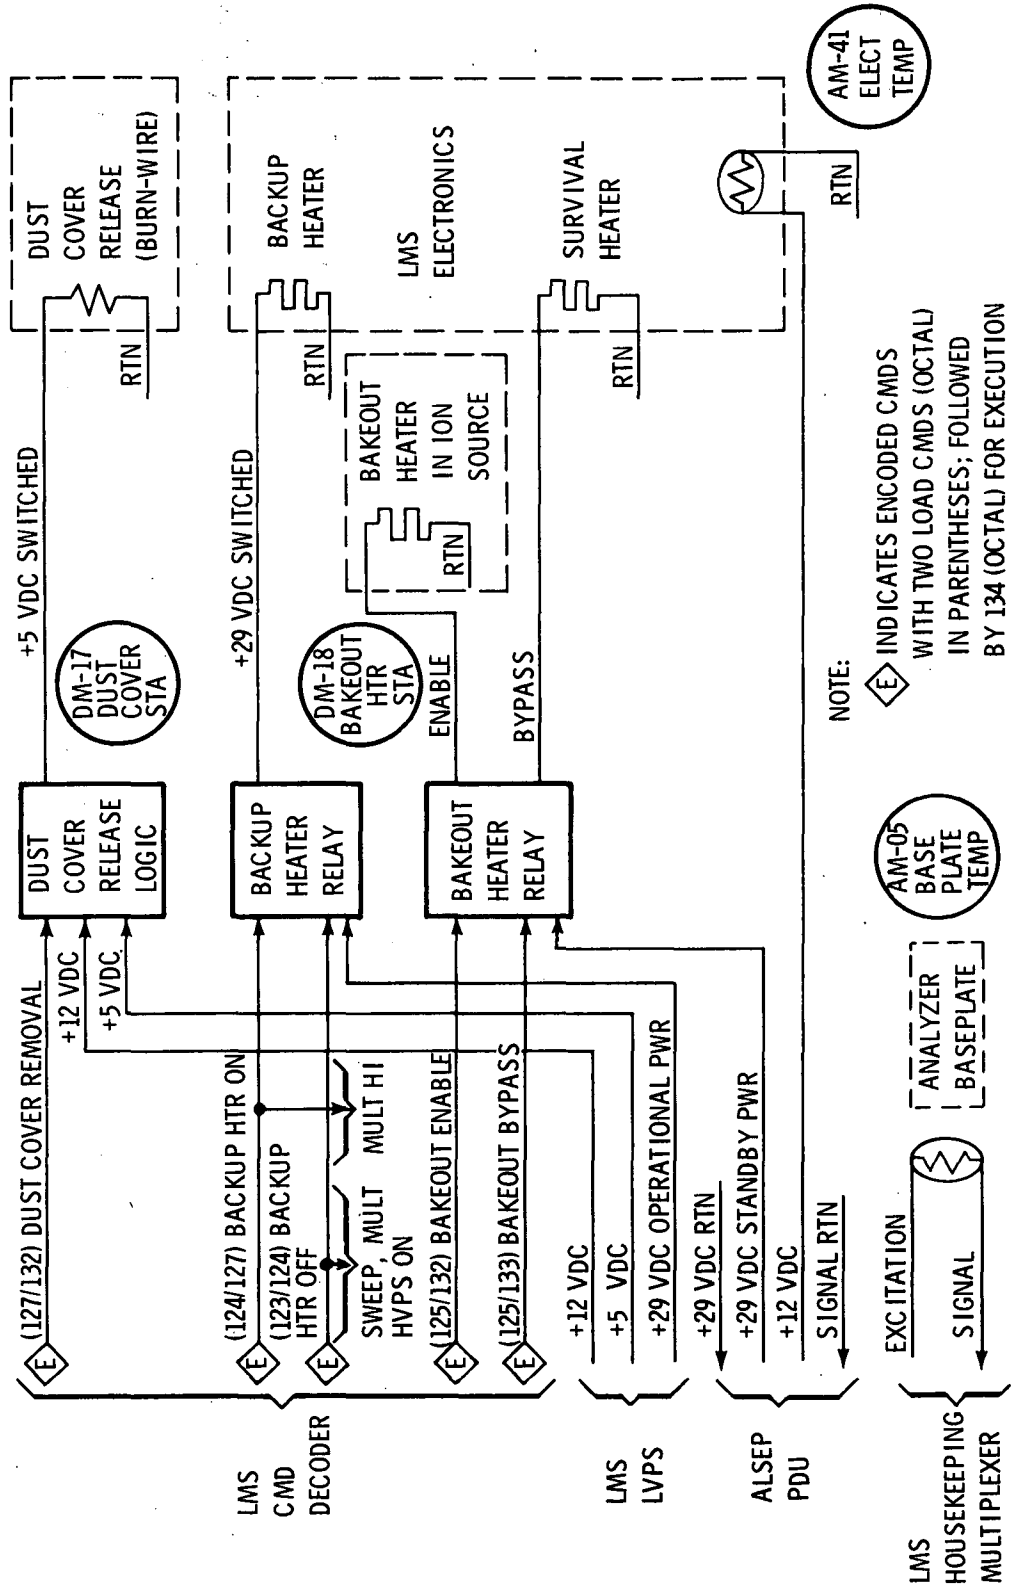 LMS
CMD
DECODER
E
(127/132) DUST COVER REMOVAL
+12 VDC
+5 VDC
DUST
COVER
RELEASE
LOGIC
+5 VDC SWITCHED
DM-17
DUST
COVER
STA
DUST
COVER
RELEASE
(BURN-WIRE)
RTN
E
(124/127) BACKUP HTR ON
E
(123/124) BACKUP
HTR OFF
SWEEP, MULT
HVPS ON
MULT HI
BACKUP
HEATER
RELAY
+29 VDC SWITCHED
BACKUP
HEATER
RTN
LMS
ELECTRONICS
DM-18
BAKEOUT
HTR
STA
BAKEOUT
HEATER
IN ION
SOURCE
RTN
E
(125/132) BAKEOUT ENABLE
E
(125/133) BAKEOUT BYPASS
BAKEOUT
HEATER
RELAY
ENABLE
BYPASS
SURVIVAL
HEATER
RTN
LMS
LVPS
+12 VDC
+5 VDC
+29 VDC OPERATIONAL PWR
ALSEP
PDU
+29 VDC RTN
+29 VDC STANDBY PWR
+12 VDC
SIGNAL RTN
RTN
AM-41
ELECT
TEMP
LMS
HOUSEKEEPING
MULTIPLEXER
EXCITATION
SIGNAL
ANALYZER
BASEPLATE
AM-05
BASE
PLATE
TEMP
NOTE:
E INDICATES ENCODED CMDS
WITH TWO LOAD CMDS (OCTAL)
IN PARENTHESES; FOLLOWED
BY 134 (OCTAL) FOR EXECUTION